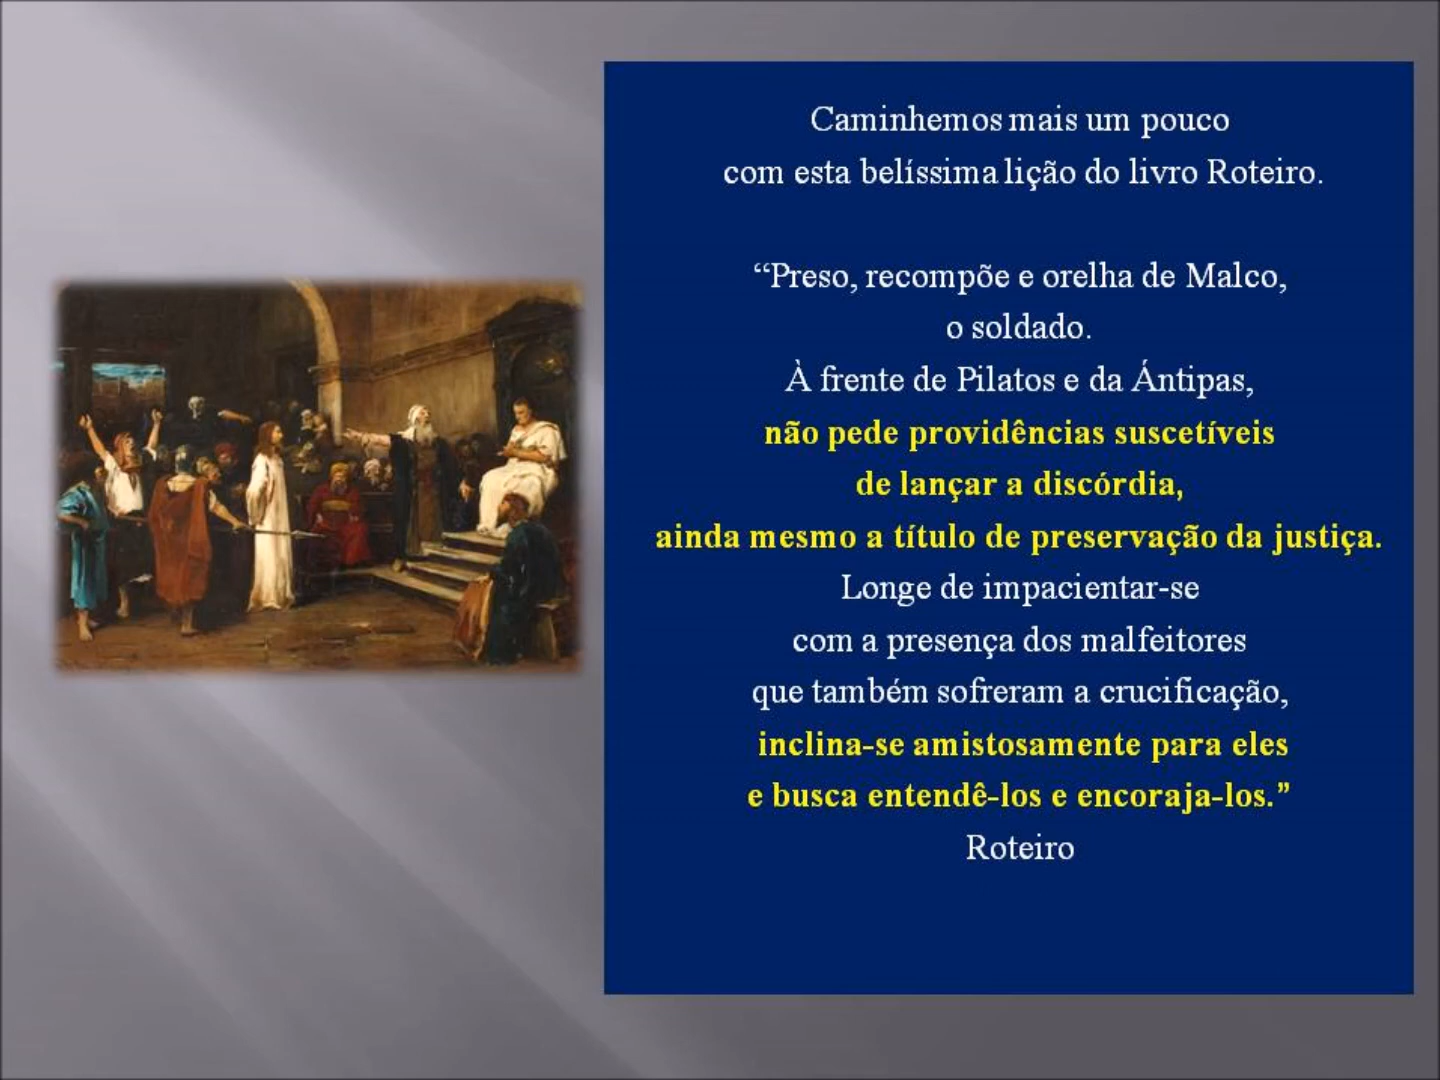 Caminhemos mais um pouco
com esta belíssima lição do livro Roteiro.
“Preso, recompõe e orelha de Malco,
o soldado.
À frente de Pilatos e da Ántipas,
não pede providências suscetíveis
de lançar a discórdia,
ainda mesmo a título de preservação da justiça.
Longe de impacientar-se
com a presença dos malfeitores
que também sofreram a crucificação,
inclina-se amistosamente para eles
e busca entendê-los e encoraja-los.”
Roteiro